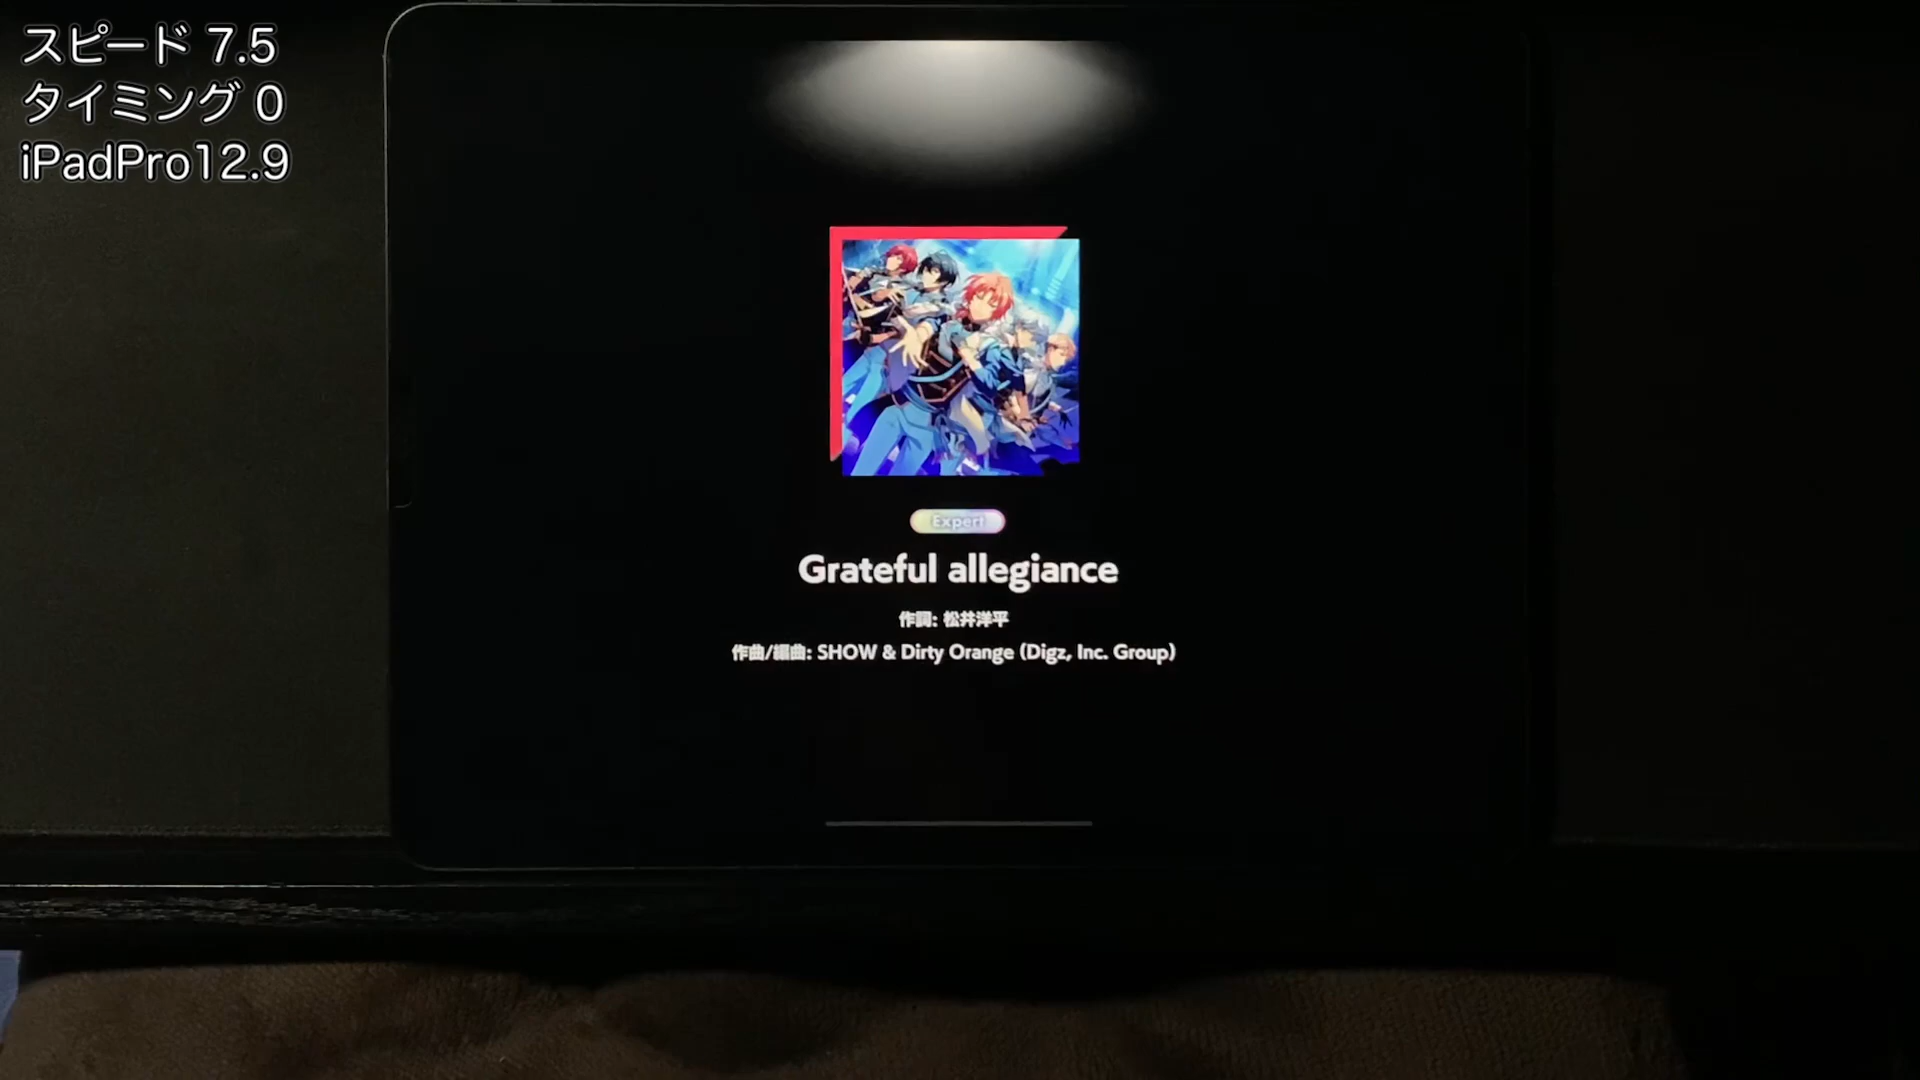 スピード 7.5
タイミング 0
iPadPro12.9
Expert
Grateful allegiance
作詞: 松井洋平
作曲/編曲: SHOW & Dirty Orange (Digz, Inc. Group)